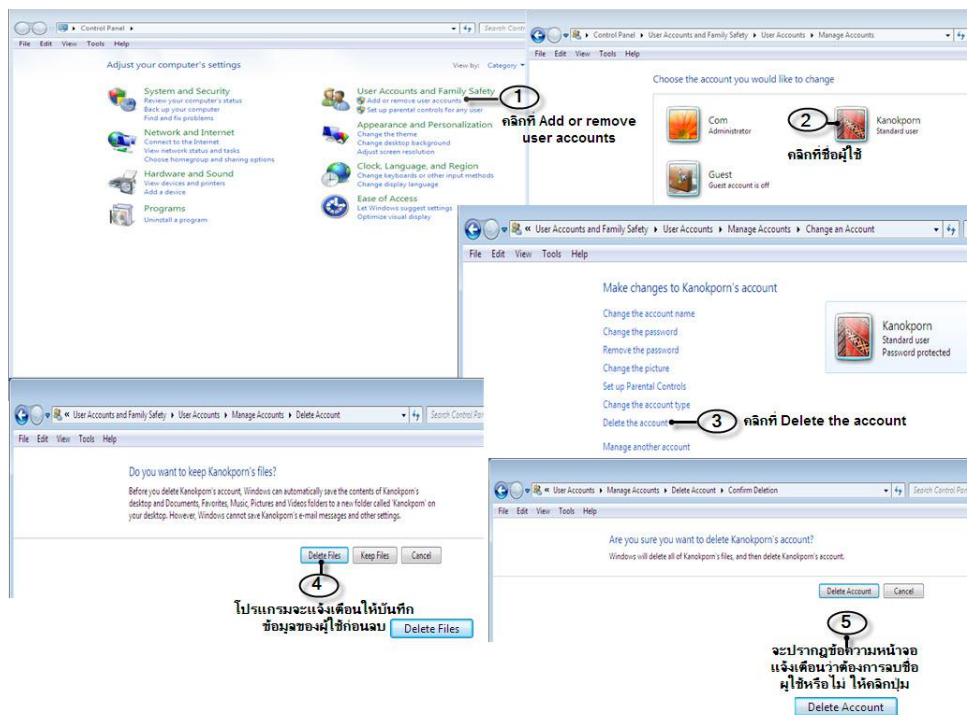 Control Panel
Search Contr
File Edit View Tools Help
Adjust your computer's settings
View by: Category
System and Security
Review your computer's status
Back up your computer
Find and fix problems
Network and Internet
Connect to the Internet
View network status and tasks
Choose homegroup and sharing options
Hardware and Sound
View devices and printers
Add a device
Programs
Uninstall a program
User Accounts and Family Safety
Add or remove user accounts
Set up parental controls for any user
Appearance and Personalization
Change the theme
Change desktop background
Adjust screen resolution
Clock, Language, and Region
Change keyboards or other input methods
Change display language
Ease of Access
Let Windows suggest settings
Optimize visual display
1
คลิกที่ Add or remove
user accounts
Control Panel User Accounts and Family Safety User Accounts Manage Accounts
File Edit View Tools Help
Choose the account you would like to change
Com
Administrator
2
Kanokporn
Standard user
คลิกที่ชื่อผู้ใช้
Guest
Guest account is off
« User Accounts and Family Safety User Accounts Manage Accounts Change an Account
File Edit View Tools Help
Make changes to Kanokporn's account
Change the account name
Change the password
Remove the password
Change the picture
Set up Parental Controls
Change the account type
Delete the account
Manage another account
Kanokporn
Standard user
Password protected
3
คลิกที่ Delete the account
« User Accounts and Family Safety User Accounts Manage Accounts Delete Account
Search Control Pan
File Edit View Tools Help
Do you want to keep Kanokporn's files?
Before you delete Kanokporn's account, Windows can automatically save the contents of Kanokporn's
desktop and Documents, Favorites, Music, Pictures and Videos folders to a new folder called 'Kanokporn' on
your desktop. However, Windows cannot save Kanokporn's e-mail messages and other settings.
Delete Files Keep Files Cancel
4
โปรแกรมจะแจ้งเตือนให้บันทึก
ข้อมูลของผู้ใช้ก่อนลบ Delete Files
« User Accounts Manage Accounts Delete Account Confirm Deletion
Search Control Pan
File Edit View Tools Help
Are you sure you want to delete Kanokporn's account?
Windows will delete all of Kanokporn's files, and then delete Kanokporn's account.
Delete Account Cancel
5
จะปรากฎข้อความหน้าจอ
แจ้งเตือนว่าต้องการลบชื่อ
ผู้ใช้หรือไม่ ให้คลิกปุ่ม
Delete Account